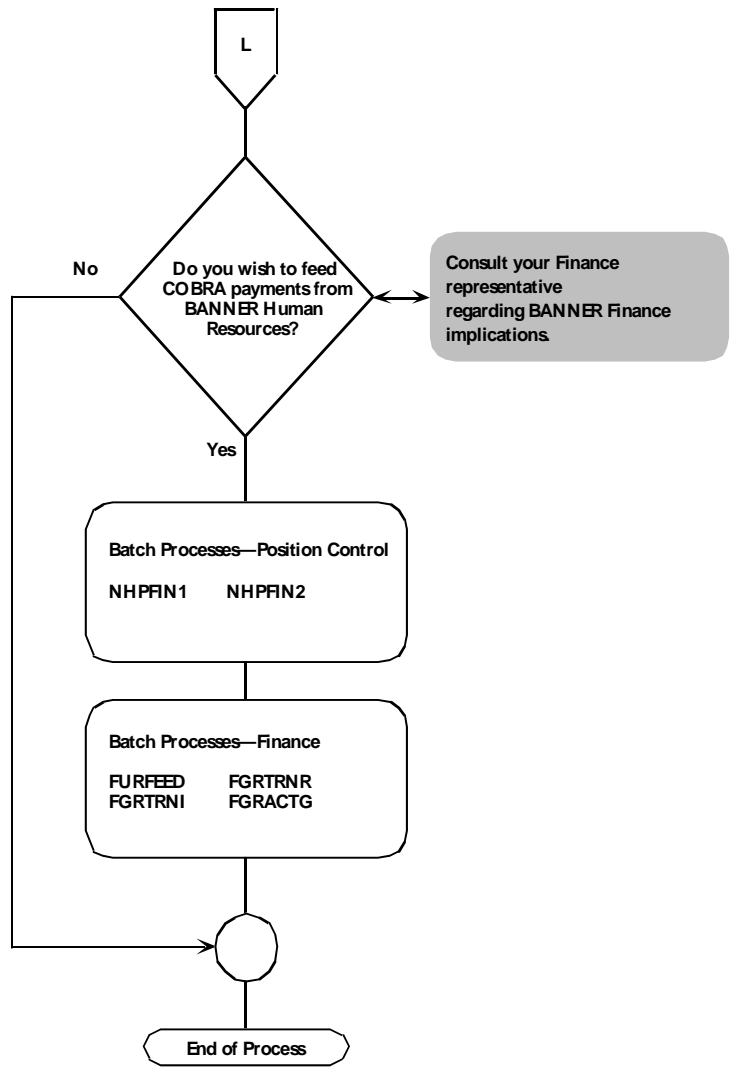 L
No
Do you wish to feed
COBRA payments from
BANNER Human
Resources?
Consult your Finance
representative
regarding BANNER Finance
implications.
Yes
Batch Processes—Position Control
NHPFIN1 NHPFIN2
Batch Processes—Finance
FURFEED FGRTRNR
FGRTRNI FGRACTG
End of Process